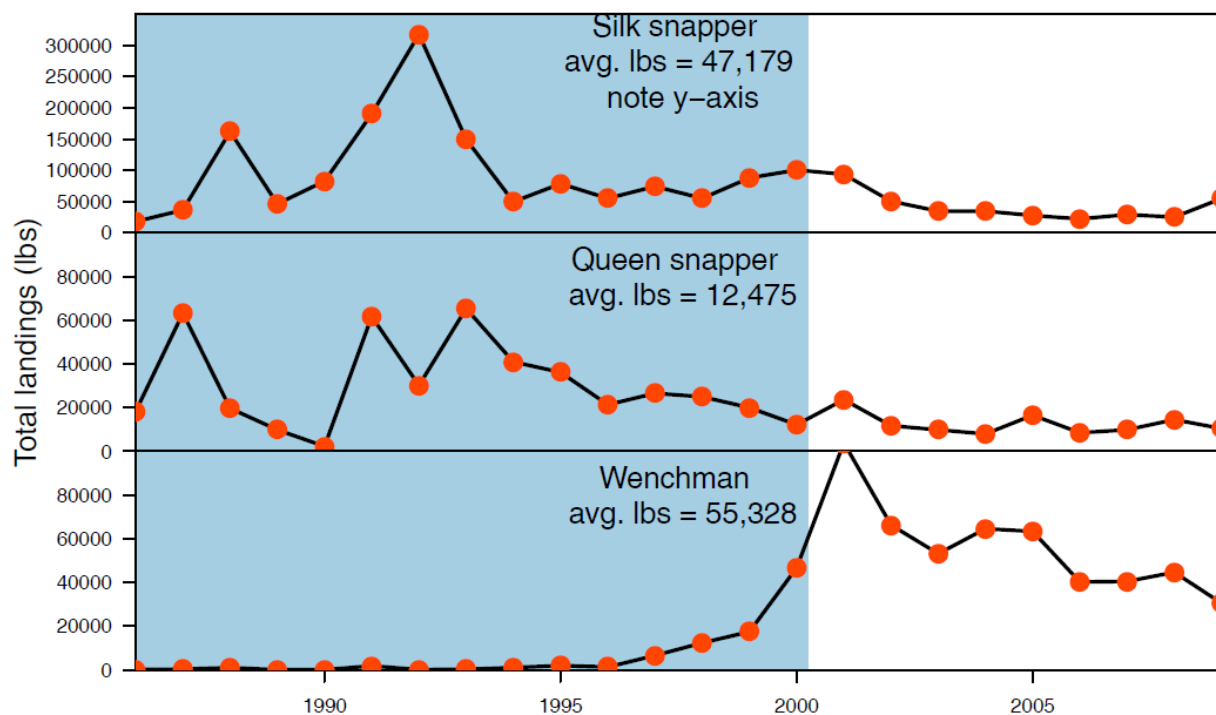 Total landings (lbs)
300000
250000
200000
150000
100000
50000
0
Silk snapper
avg. lbs = 47,179
note y−axis
80000
60000
40000
20000
0
Queen snapper
avg. lbs = 12,475
80000
60000
40000
20000
0
Wenchman
avg. lbs = 55,328
1990 1995 2000 2005